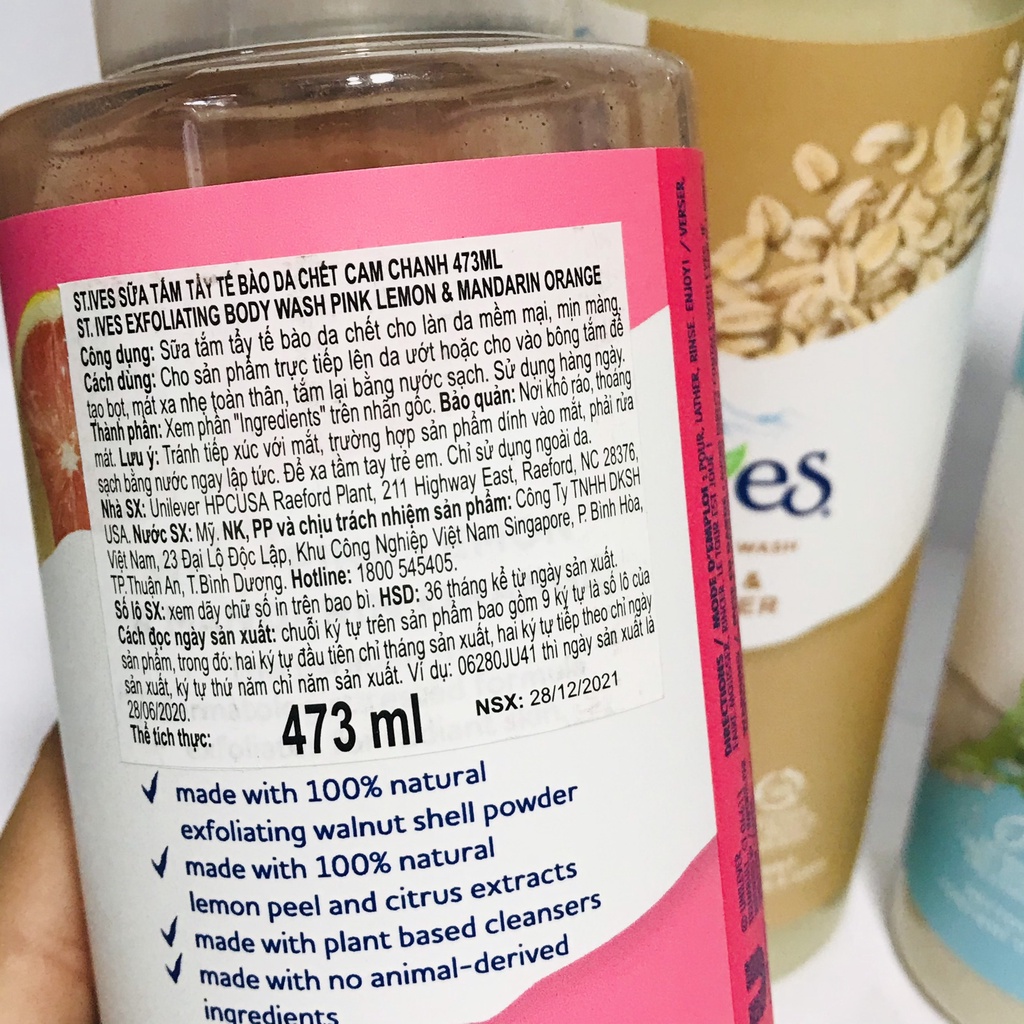 ST.IVES SỮA TẮM TẨY TẾ BÀO DA CHẾT CAM CHANH 473ML
ST. IVES EXFOLIATING BODY WASH PINK LEMON & MANDARIN ORANGE
Công dụng: Sữa tắm tẩy tế bào da chết cho làn da mềm mại, mịn màng.
Cách dùng: Cho sản phẩm trực tiếp lên da ướt hoặc cho vào bông tắm để
tạo bọt, mát xa nhẹ toàn thân, tắm lại bằng nước sạch. Sử dụng hàng ngày.
Thành phần: Xem phần "Ingredients" trên nhãn gốc. Bảo quản: Nơi khô ráo, thoáng
mát. Lưu ý: Tránh tiếp xúc với mắt, trường hợp sản phẩm dính vào mắt, phải rửa
sạch bằng nước ngay lập tức. Để xa tầm tay trẻ em. Chỉ sử dụng ngoài da.
Nhà SX: Unilever HPCUSA Raeford Plant, 211 Highway East, Raeford, NC 28376,
USA. Nước SX: Mỹ. NK, PP và chịu trách nhiệm sản phẩm: Công Ty TNHH DKSH
Việt Nam, 23 Đại Lộ Độc Lập, Khu Công Nghiệp Việt Nam Singapore, P. Bình Hòa,
TP.Thuận An, T.Bình Dương. Hotline: 1800 545405.
Số lô SX: xem dãy chữ số in trên bao bì. HSD: 36 tháng kể từ ngày sản xuất.
Cách đọc ngày sản xuất: chuỗi ký tự trên sản phẩm bao gồm 9 ký tự là số lô của
sản phẩm, trong đó: hai ký tự đầu tiên chỉ tháng sản xuất, hai ký tự tiếp theo chỉ ngày
sản xuất, ký tự thứ năm chỉ năm sản xuất. Ví dụ: 06280JU41 thì ngày sản xuất là
28/06/2020.
Thể tích thực: 473 ml NSX: 28/12/2021
made with 100% natural
exfoliating walnut shell powder
made with 100% natural
lemon peel and citrus extracts
made with plant based cleansers
made with no animal-derived
ingredients
DIRECTIONS / MODE D'EMPLOI : POUR, LATHER, RINSE. ENJOY! / VERSER,
es
WASH
&